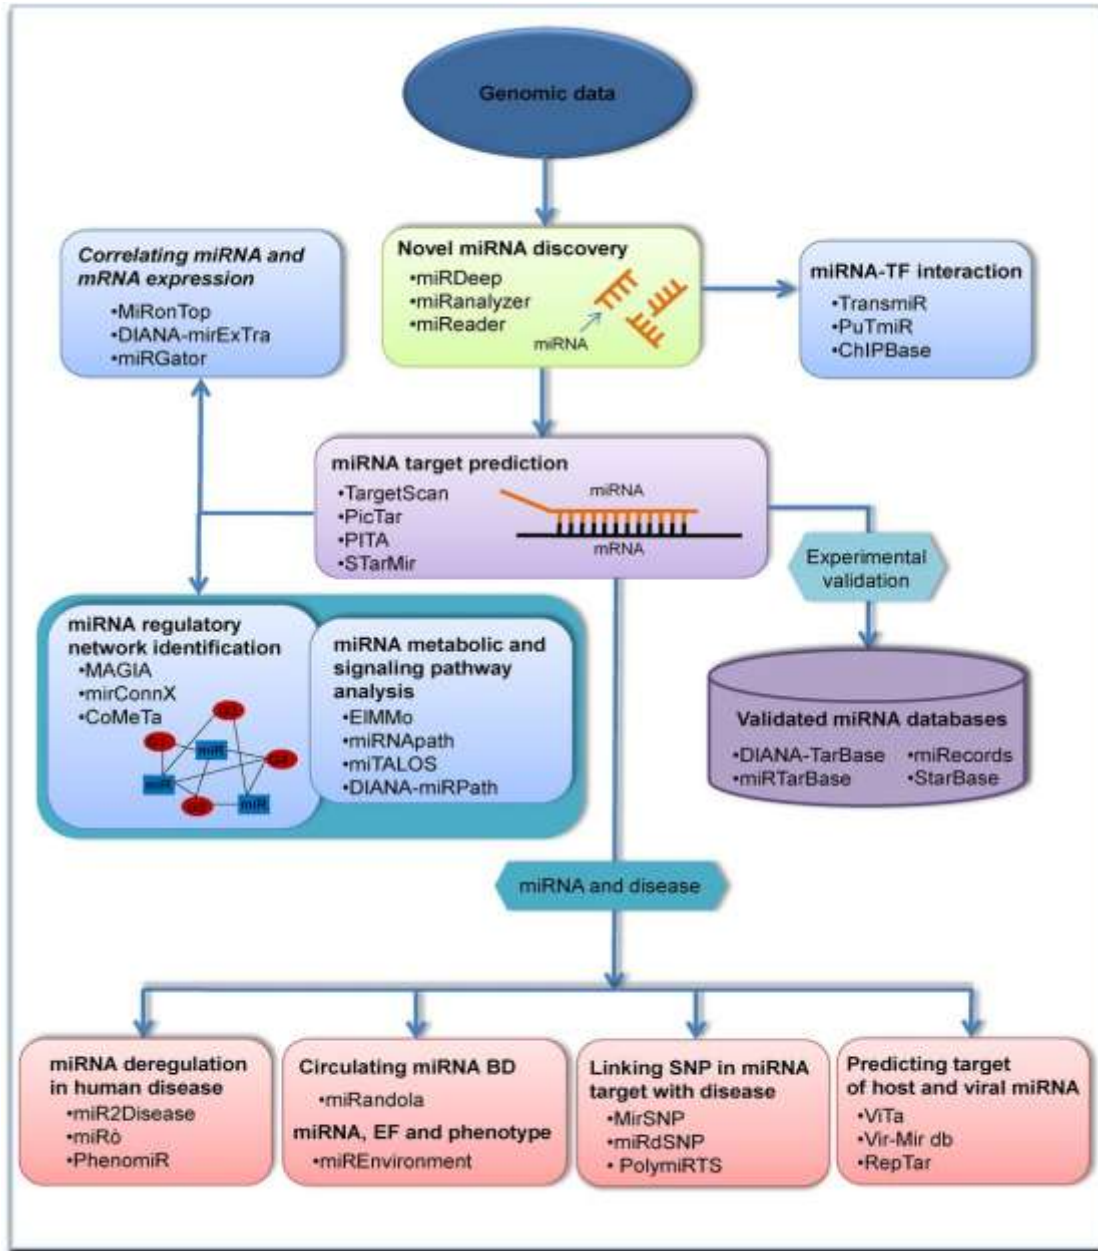 Genomic data
Correlating miRNA and
mRNA expression
•MiRonTop
•DIANA-mirExTra
•miRGator
Novel miRNA discovery
•miRDeep
•miRanalyzer
•miReader
miRNA
miRNA-TF interaction
•TransmiR
•PuTmiR
•ChIPBase
miRNA target prediction
•TargetScan
•PicTar
•PITA
•STarMir
miRNA
mRNA
Experimental
validation
miRNA regulatory
network identification
•MAGIA
•mirConnX
•CoMeTa
miR
miR
miR
miRNA metabolic and
signaling pathway
analysis
•EIMMo
•miRNApath
•miTALOS
•DIANA-miRPath
Validated miRNA databases
•DIANA-TarBase
•miRTarBase
•miRecords
•StarBase
miRNA and disease
miRNA deregulation
in human disease
•miR2Disease
•miRò
•PhenomiR
Circulating miRNA BD
•miRandola
miRNA, EF and phenotype
•miREnvironment
Linking SNP in miRNA
target with disease
•MirSNP
•miRdSNP
• PolymiRTS
Predicting target
of host and viral miRNA
•ViTa
•Vir-Mir db
•RepTar